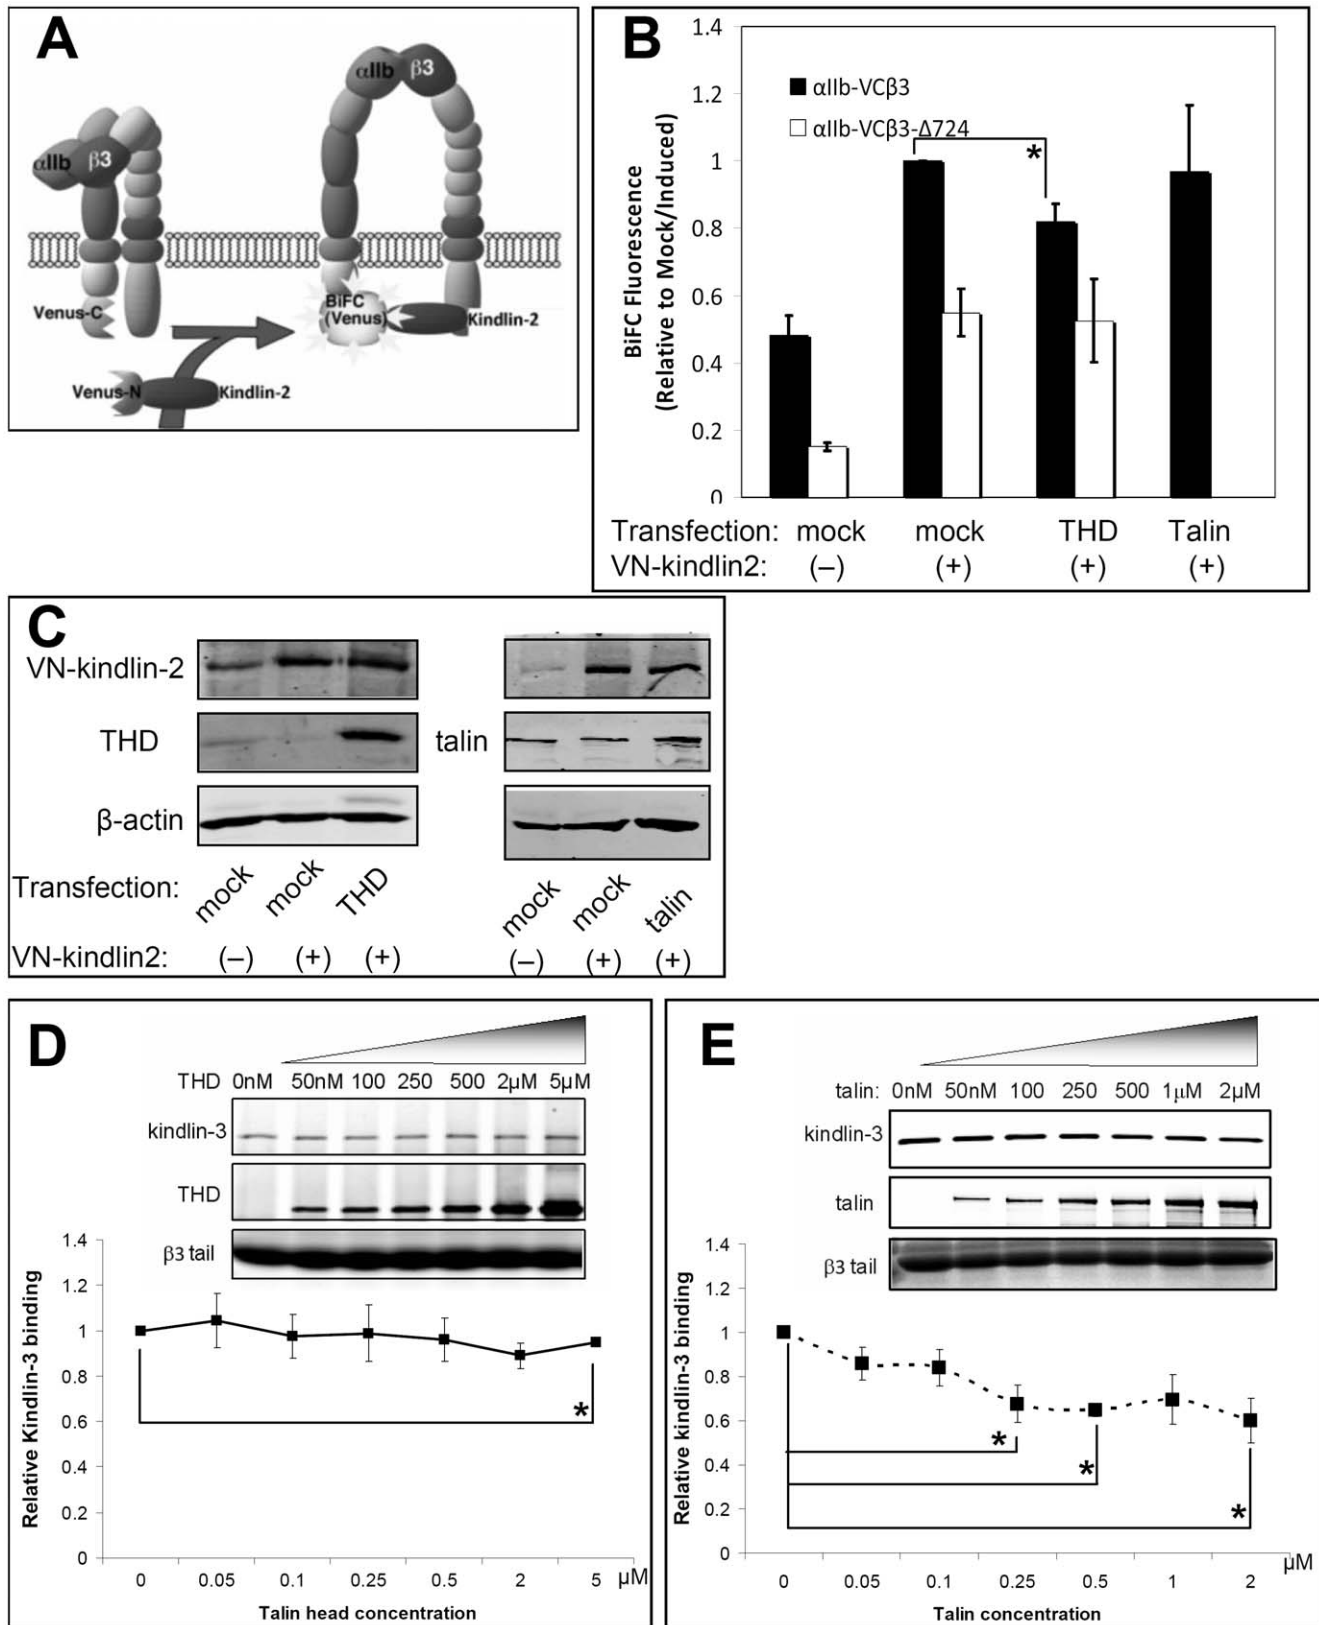 A
αIIb β3
αIIb β3
Venus-C
BiFC
(Venus)
Kindlin-2
Venus-N Kindlin-2
B
BiFC Fluorescence
(Relative to Mock/Induced)
1.4
1.2
1
0.8
0.6
0.4
0.2
0
αIIb-VCβ3
αIIb-VCβ3-Δ724
*
Transfection: mock mock THD Talin
VN-kindlin2: (–) (+) (+) (+)
C
VN-kindlin-2
THD talin
β-actin
Transfection: mock mock THD mock mock talin
VN-kindlin2: (–) (+) (+) (–) (+) (+)
D
THD 0nM 50nM 100 250 500 2µM 5µM
kindlin-3
THD
β3 tail
Relative Kindlin-3 binding
1.4
1.2
1
0.8
0.6
0.4
0.2
0
*
0 0.05 0.1 0.25 0.5 2 5 µM
Talin head concentration
E
talin: 0nM 50nM 100 250 500 1µM 2µM
kindlin-3
talin
β3 tail
Relative kindlin-3 binding
1.4
1.2
1
0.8
0.6
0.4
0.2
0
*
*
*
0 0.05 0.1 0.25 0.5 1 2 µM
Talin concentration